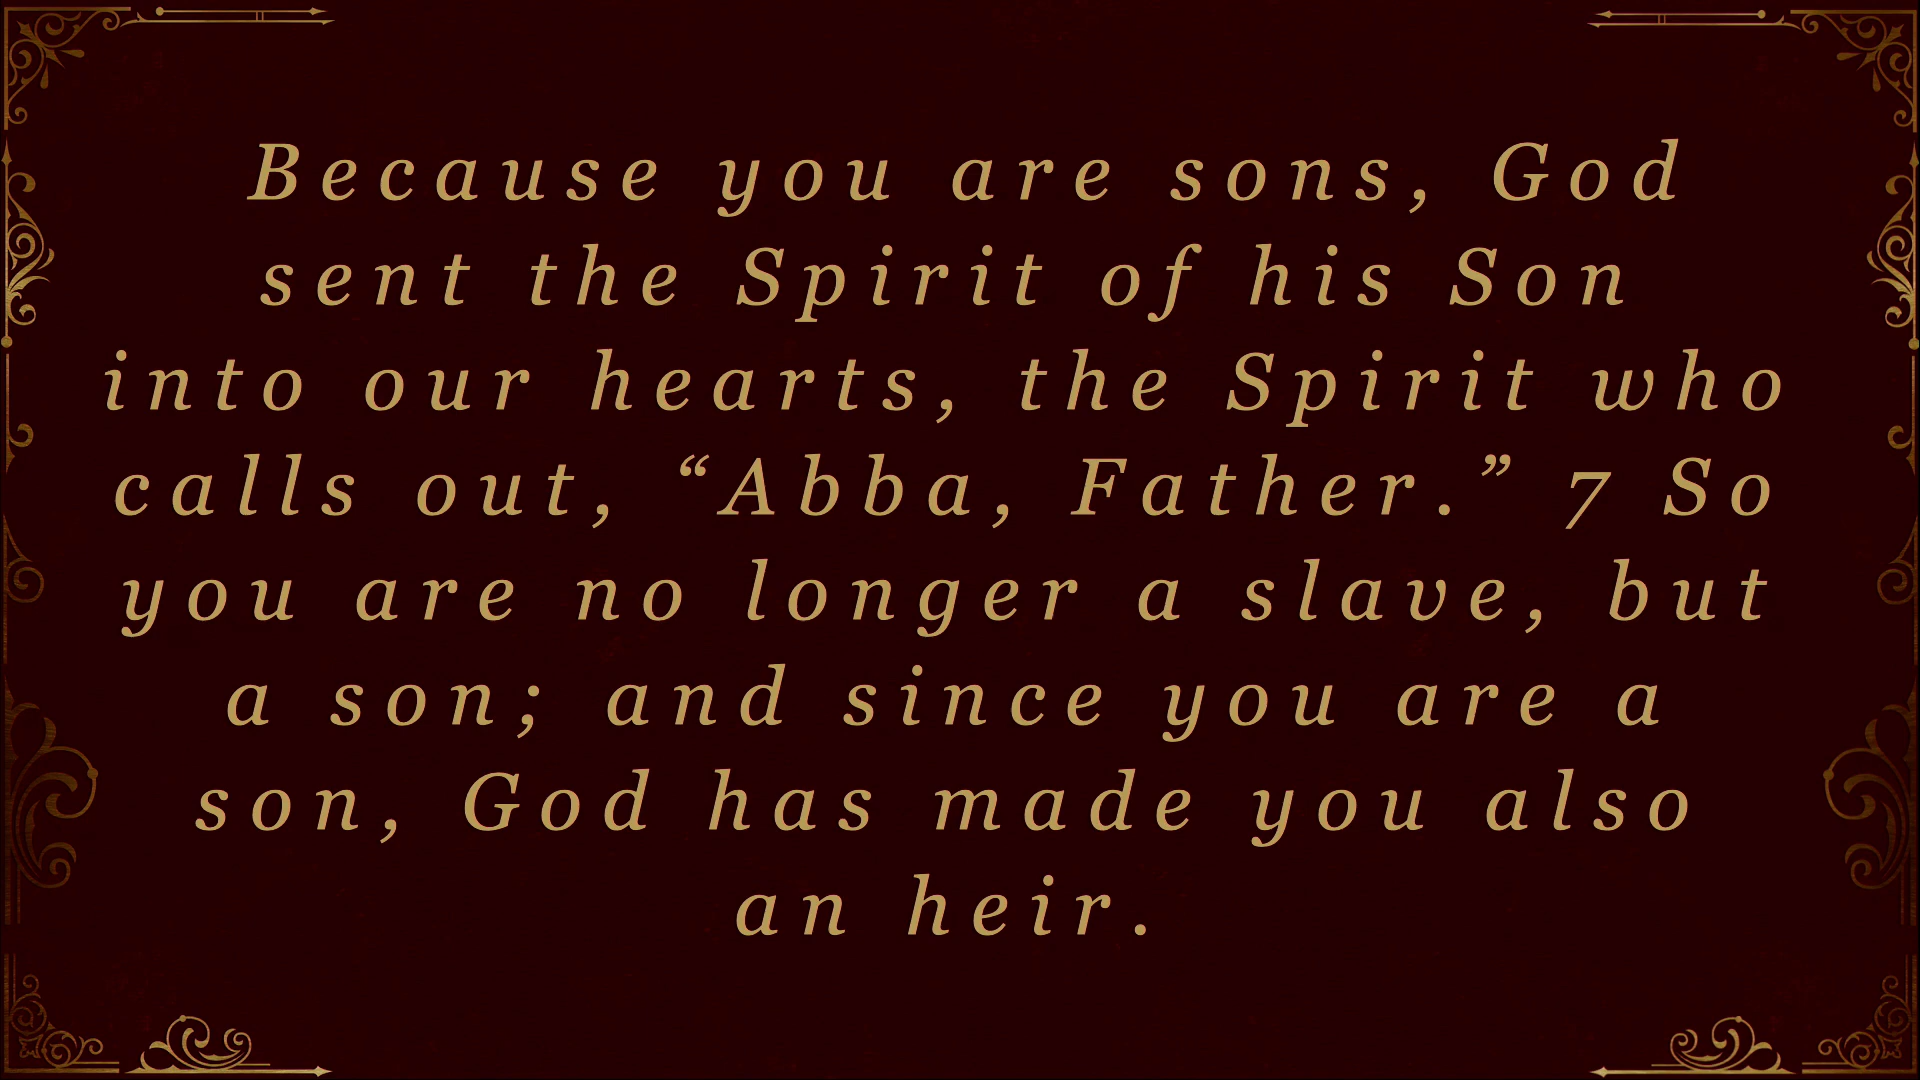 Because you are sons, God
sent the Spirit of his Son
into our hearts, the Spirit who
calls out, “Abba, Father.” 7 So
you are no longer a slave, but
a son; and since you are a
son, God has made you also
an heir.